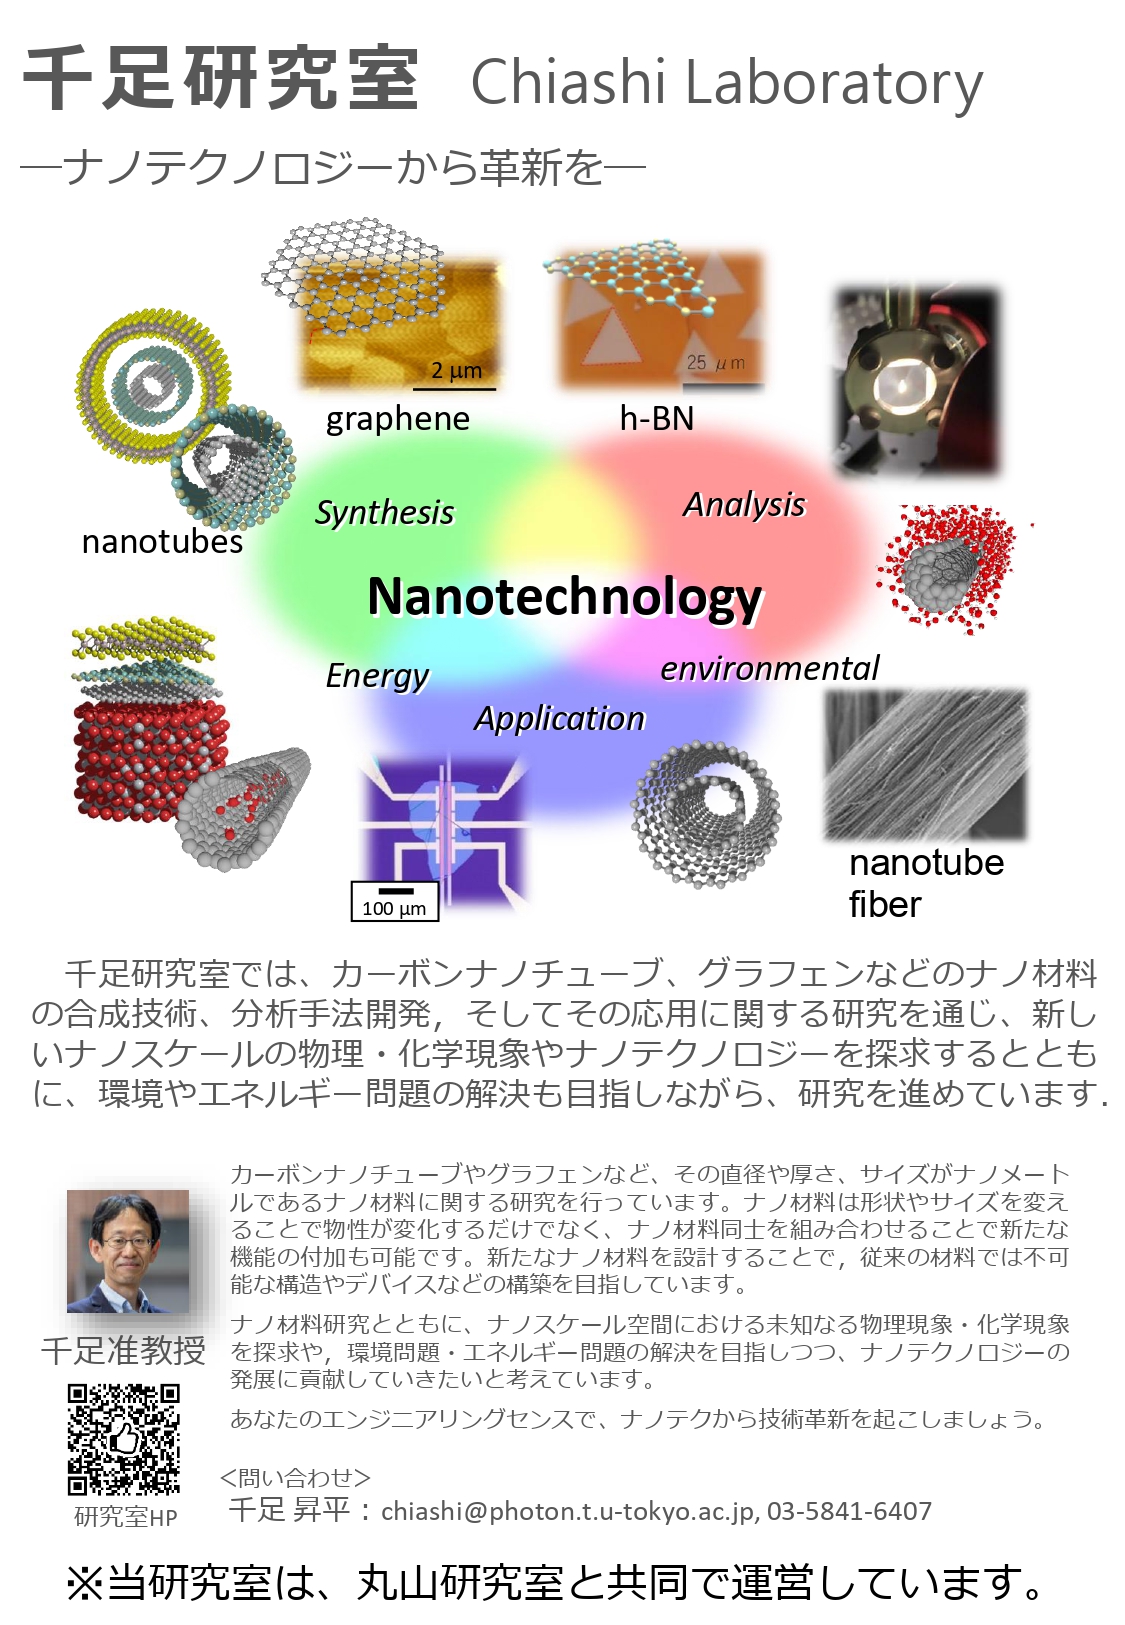 千足研究室 Chiashi Laboratory
―ナノテクノロジーから革新を―
2 μm
25 μm
graphene
h-BN
Synthesis
Analysis
nanotubes
Nanotechnology
Energy
environmental
Application
100 μm
nanotube
fiber
千足研究室では、カーボンナノチューブ、グラフェンなどのナノ材料
の合成技術、分析手法開発，そしてその応用に関する研究を通じ、新し
いナノスケールの物理・化学現象やナノテクノロジーを探求するととも
に、環境やエネルギー問題の解決も目指しながら、研究を進めています．
カーボンナノチューブやグラフェンなど、その直径や厚さ、サイズがナノメート
ルであるナノ材料に関する研究を行っています。ナノ材料は形状やサイズを変え
ることで物性が変化するだけでなく、ナノ材料同士を組み合わせることで新たな
機能の付加も可能です。新たなナノ材料を設計することで，従来の材料では不可
能な構造やデバイスなどの構築を目指しています。
ナノ材料研究とともに、ナノスケール空間における未知なる物理現象・化学現象
を探求や，環境問題・エネルギー問題の解決を目指しつつ、ナノテクノロジーの
発展に貢献していきたいと考えています。
あなたのエンジニアリングセンスで、ナノテクから技術革新を起こしましょう。
千足准教授
研究室HP
<問い合わせ>
千足 昇平：chiashi@photon.t.u-tokyo.ac.jp, 03-5841-6407
※当研究室は、丸山研究室と共同で運営しています。